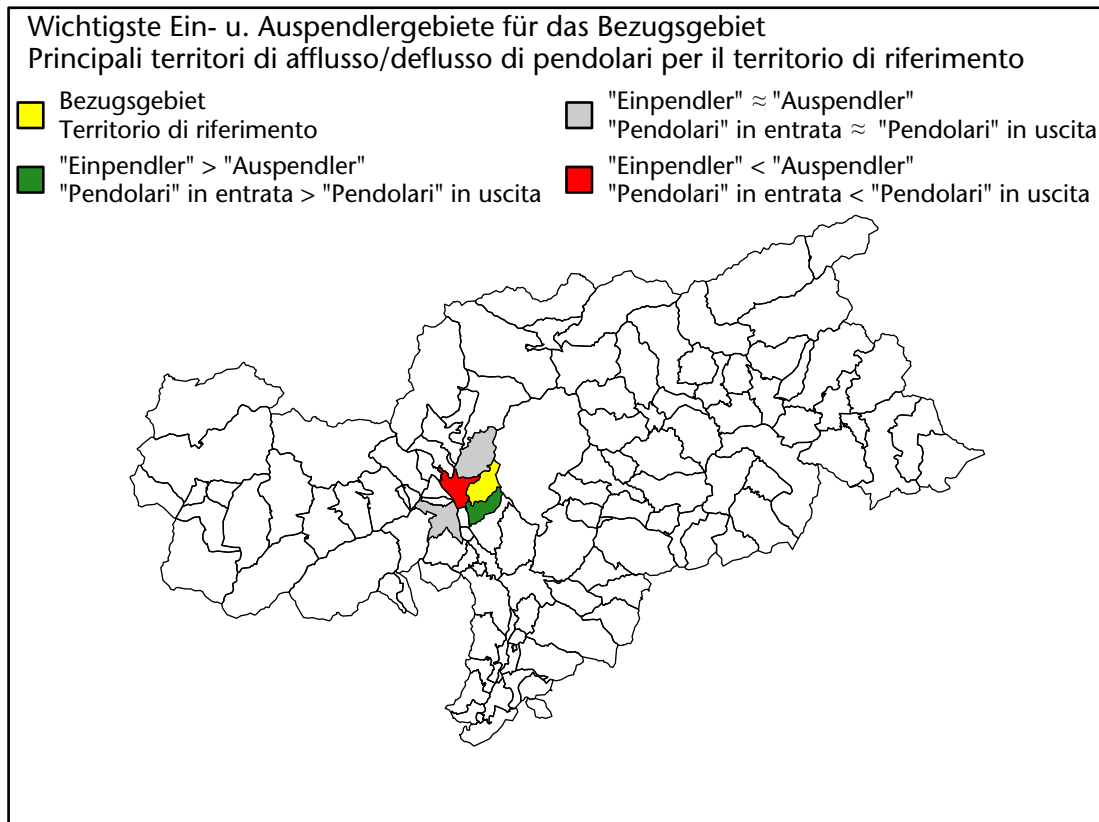 Wichtigste Ein- u. Auspendlergebiete für das Bezugsgebiet
Principali territori di afflusso/deflusso di pendolari per il territorio di riferimento
Bezugsgebiet
Territorio di riferimento
"Einpendler" > "Auspendler"
"Pendolari" in entrata > "Pendolari" in uscita
"Einpendler" ≈ "Auspendler"
"Pendolari" in entrata ≈ "Pendolari" in uscita
"Einpendler" < "Auspendler"
"Pendolari" in entrata < "Pendolari" in uscita